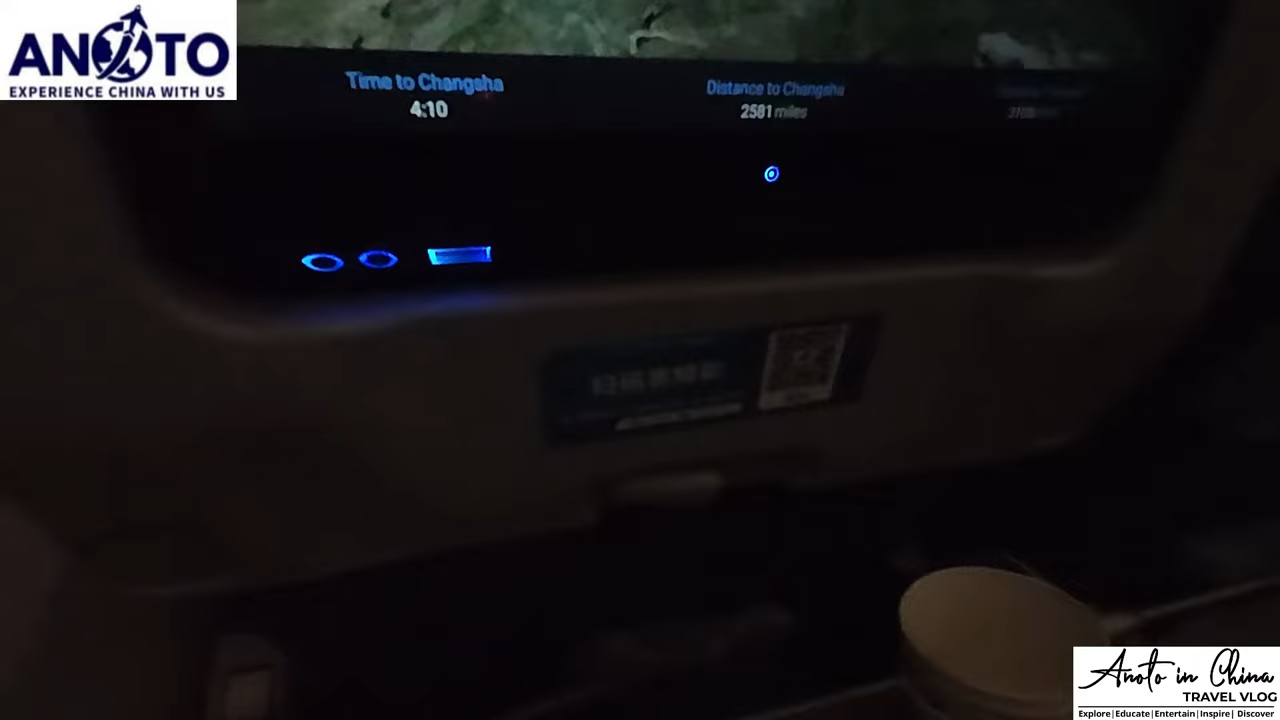 ANOTO
EXPERIENCE CHINA WITH US
Time to Changsha
4:10
Distance to Changsha
2581 miles
Anoto in China
TRAVEL VLOG
Explore|Educate|Entertain|Inspire| Discover